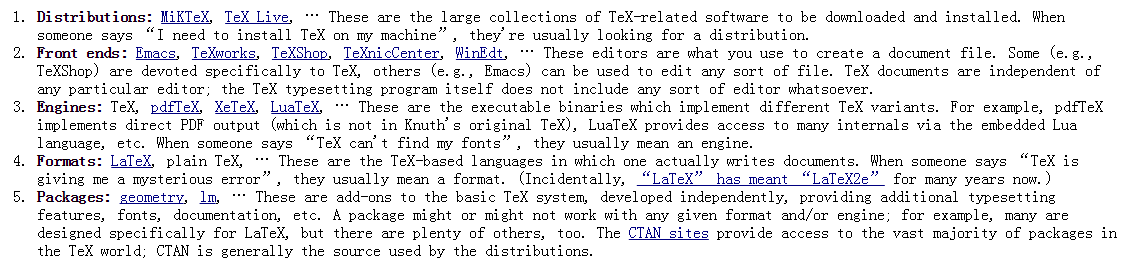 1. Distributions: MiKTeX, TeX Live, … These are the large collections of TeX-related software to be downloaded and installed. When
someone says “I need to install TeX on my machine”, they're usually looking for a distribution.
2. Front ends: Emacs, TeXworks, TeXShop, TeXnicCenter, WinEdt, … These editors are what you use to create a document file. Some (e.g.,
TeXShop) are devoted specifically to TeX, others (e.g., Emacs) can be used to edit any sort of file. TeX documents are independent of
any particular editor; the TeX typesetting program itself does not include any sort of editor whatsoever.
3. Engines: TeX, pdfTeX, XeTeX, LuaTeX, … These are the executable binaries which implement different TeX variants. For example, pdfTeX
implements direct PDF output (which is not in Knuth's original TeX), LuaTeX provides access to many internals via the embedded Lua
language, etc. When someone says “TeX can't find my fonts”, they usually mean an engine.
4. Formats: LaTeX, plain TeX, … These are the TeX-based languages in which one actually writes documents. When someone says “TeX is
giving me a mysterious error”, they usually mean a format. (Incidentally, “LaTeX” has meant “LaTeX2e” for many years now.)
5. Packages: geometry, lm, … These are add-ons to the basic TeX system, developed independently, providing additional typesetting
features, fonts, documentation, etc. A package might or might not work with any given format and/or engine; for example, many are
designed specifically for LaTeX, but there are plenty of others, too. The CTAN sites provide access to the vast majority of packages in
the TeX world; CTAN is generally the source used by the distributions.